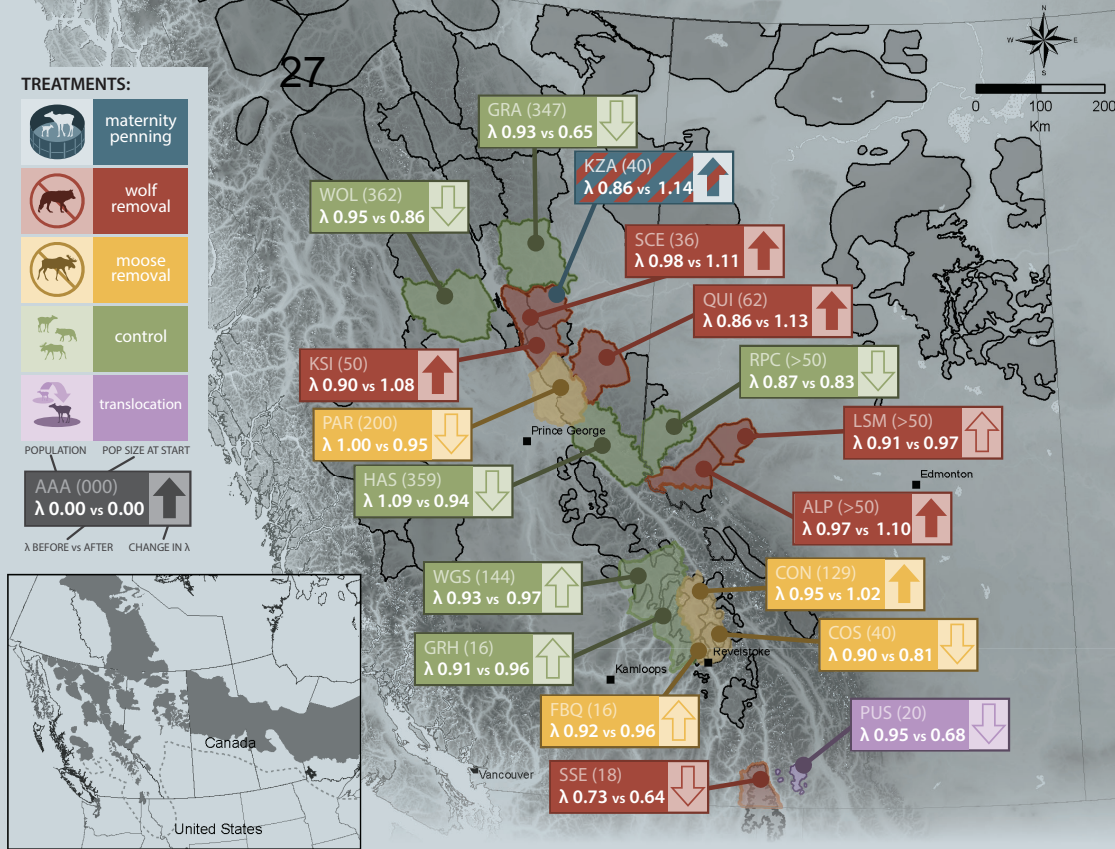 27
N
W
E
S
0
100
200
Km
TREATMENTS:
maternity
penning
wolf
removal
moose
removal
control
translocation
POPULATION
POP SIZE AT START
AAA (000)
λ 0.00 vs 0.00
λ BEFORE vs AFTER
CHANGE IN λ
GRA (347)
λ 0.93 vs 0.65
KZA (40)
λ 0.86 vs 1.14
WOL (362)
λ 0.95 vs 0.86
SCE (36)
λ 0.98 vs 1.11
QUI (62)
λ 0.86 vs 1.13
KSI (50)
λ 0.90 vs 1.08
RPC (>50)
λ 0.87 vs 0.83
PAR (200)
λ 1.00 vs 0.95
Prince George
LSM (>50)
λ 0.91 vs 0.97
HAS (359)
λ 1.09 vs 0.94
Edmonton
ALP (>50)
λ 0.97 vs 1.10
WGS (144)
λ 0.93 vs 0.97
CON (129)
λ 0.95 vs 1.02
GRH (16)
λ 0.91 vs 0.96
COS (40)
λ 0.90 vs 0.81
Revelstoke
Kamloops
FBQ (16)
λ 0.92 vs 0.96
PUS (20)
λ 0.95 vs 0.68
SSE (18)
λ 0.73 vs 0.64
Vancouver
Canada
United States